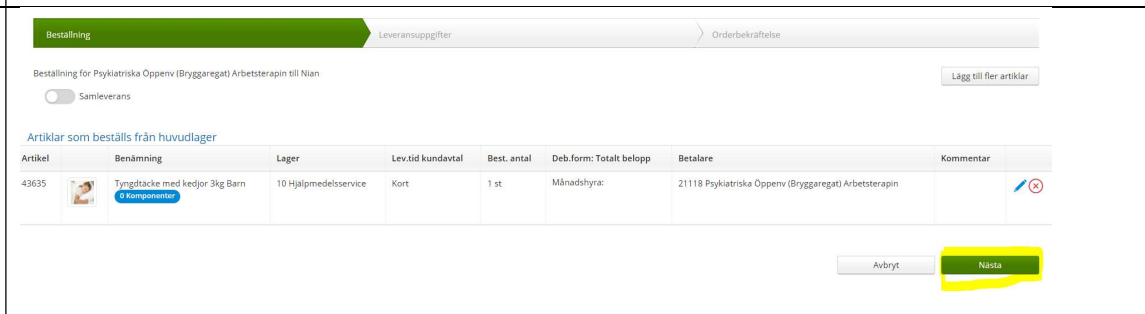 Beställning
Leveransuppgifter
Orderbekräftelse
Beställning för Psykiatriska Öppenv (Bryggaregat) Arbetsterapin till Nian
Lägg till fler artiklar
Samleverans
Artiklar som beställs från huvudlager
Artikel Benämning Lager Lev.tid kundavtal Best. antal Deb.form: Totalt belopp Betalare Kommentar
43635 Tyngdtäcke med kedjor 3kg Barn 10 Hjälpmedelsservice Kort 1 st Månadshyra: 21118 Psykiatriska Öppenv (Bryggaregat) Arbetsterapin
0 Komponenter
Avbryt Nästa